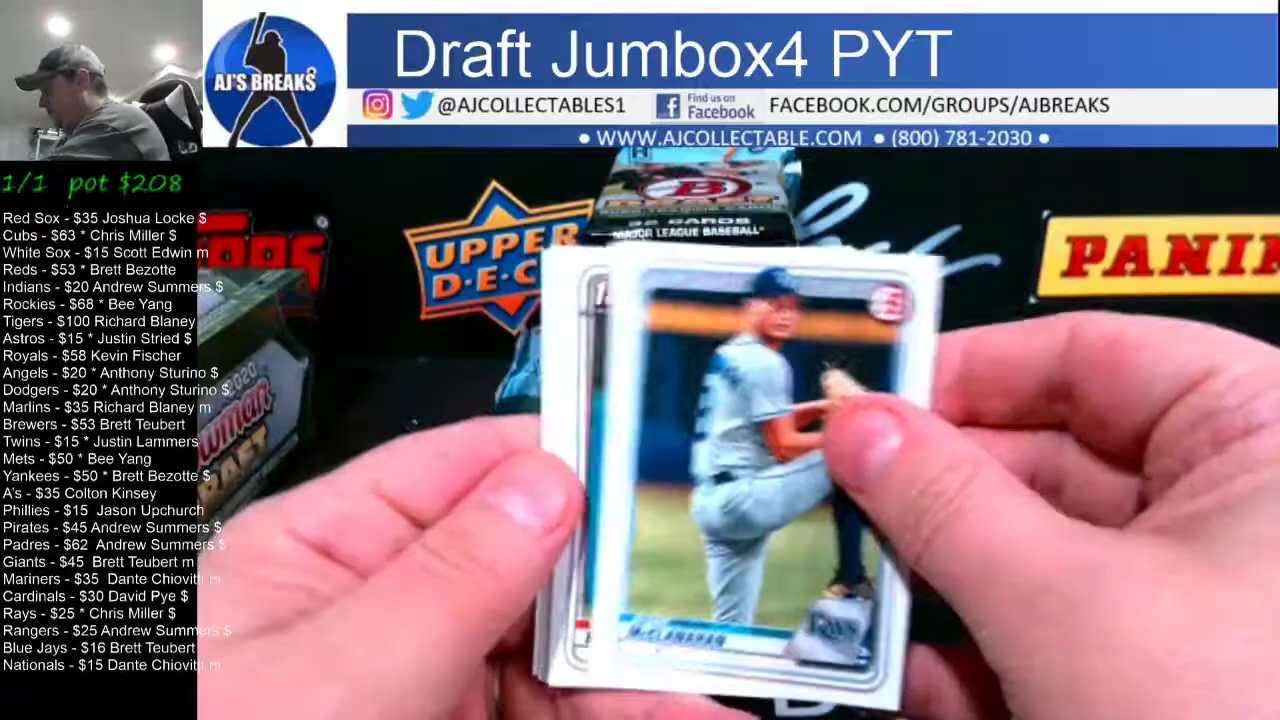 Draft Jumbox4 PYT
AJ'S BREAKS
@AJCOLLECTABLES1
Find us on
Facebook
FACEBOOK.COM/GROUPS/AJBREAKS
● WWW.AJCOLLECTABLE.COM ● (800) 781-2030 ●
1/1 pot $208
Red Sox - $35 Joshua Locke $
Cubs - $63 * Chris Miller $
White Sox - $15 Scott Edwin m
Reds - $53 * Brett Bezotte
Indians - $20 Andrew Summers $
Rockies - $68 * Bee Yang
Tigers - $100 Richard Blaney
Astros - $15 * Justin Stried $
Royals - $58 Kevin Fischer
Angels - $20 * Anthony Sturino $
Dodgers - $20 * Anthony Sturino $
Marlins - $35 Richard Blaney m
Brewers - $53 Brett Teubert
Twins - $15 * Justin Lammers
Mets - $50 * Bee Yang
Yankees - $50 * Brett Bezotte $
A's - $35 Colton Kinsey
Phillies - $15 Jason Upchurch
Pirates - $45 Andrew Summers $
Padres - $62 Andrew Summers $
Giants - $45 Brett Teubert m
Mariners - $35 Dante Chiovitti m
Cardinals - $30 David Pye $
Rays - $25 * Chris Miller $
Rangers - $25 Andrew Summers $
Blue Jays - $16 Brett Teubert
Nationals - $15 Dante Chiovitti m
B
MAJOR LEAGUE BASEBALL
UPPER
D·E·C
PANINI
2020
McCLANAHAN
RAYS